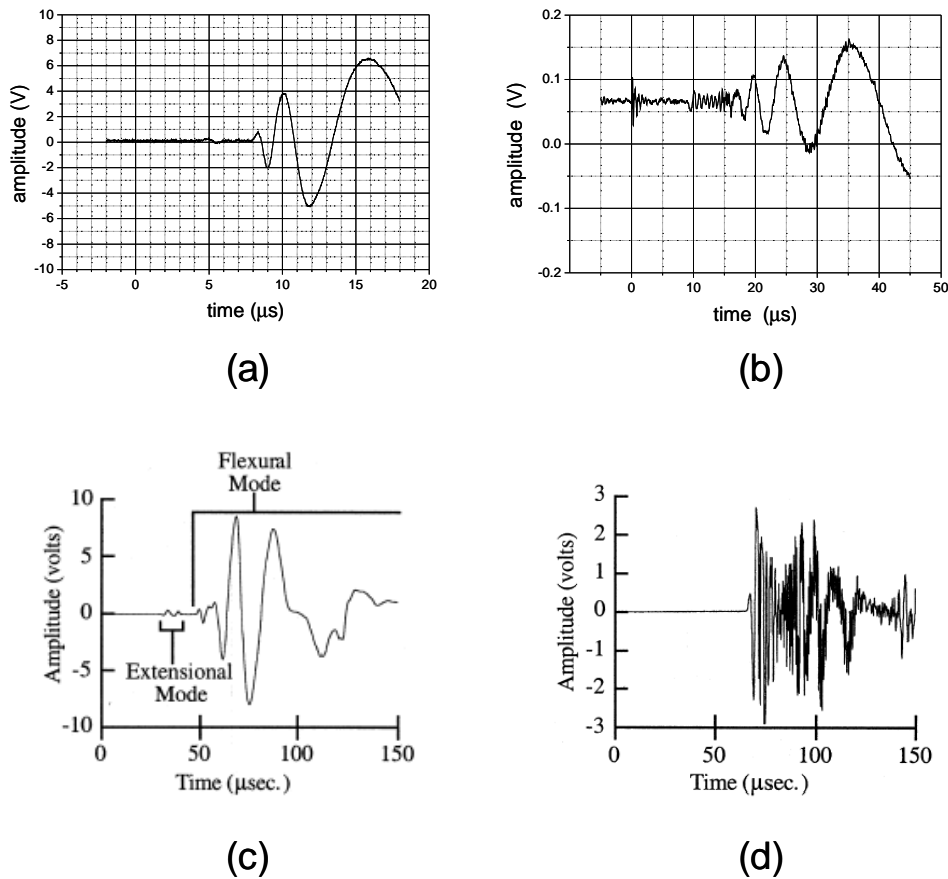 10
8
6
4
2
0
-2
-4
-6
8
-10
amplitude (V)
-5 0 5 10 15 20
time (μs)
(a)
0.2
0.1
0.0
-0.1
-0.2
amplitude (V)
0 10 20 30 40 50
time (μs)
(b)
Flexural
Mode
10
5
0
-5
-10
Amplitude (volts)
Extensional
Mode
0 50 100 150
Time (μsec.)
(c)
3
2
1
0
-1
-2
-3
Amplitude (volts)
0 50 100 150
Time (μsec.)
(d)